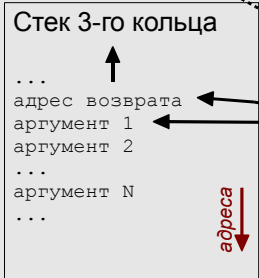 Стек 3-го кольца
...
адрес возврата
аргумент 1
аргумент 2
...
аргумент N
...
адреса